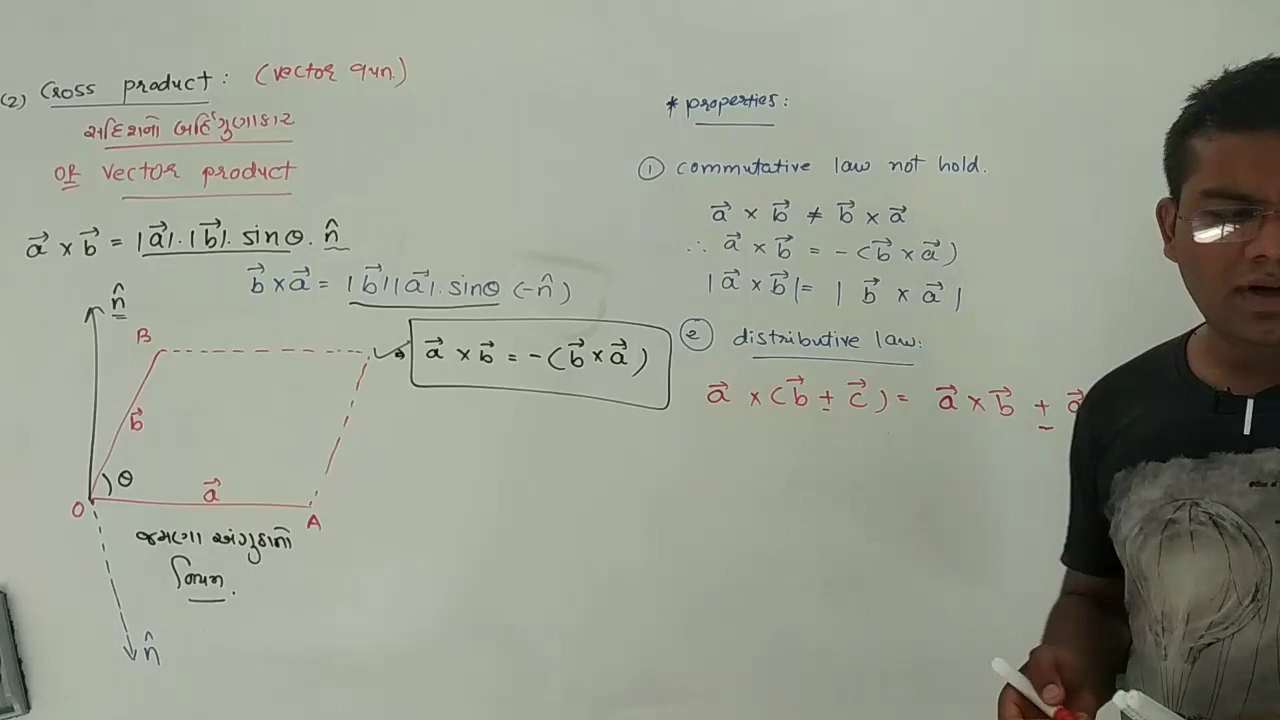 (2) Cross product: (vector ગુણન.)
સદિશનો બહિર્ગુણાકાર
OR vector product
a⃗ × b⃗ = |a⃗|.|b⃗|. sinθ. n̂
b⃗ × a⃗ = |b⃗||a⃗|. sinθ (-n̂)
n̂
B
a⃗ × b⃗ = -(b⃗ × a⃗)
b⃗
θ
O
a⃗
A
જમણા અંગુઠાનો
નિયમ.
n̂
* properties:
① commutative law not hold.
a⃗ × b⃗ ≠ b⃗ × a⃗
∴ a⃗ × b⃗ = -(b⃗ × a⃗)
|a⃗ × b⃗| = |b⃗ × a⃗|
② distributive law:
a⃗ × (b⃗ ± c⃗) = a⃗ × b⃗ ± a⃗